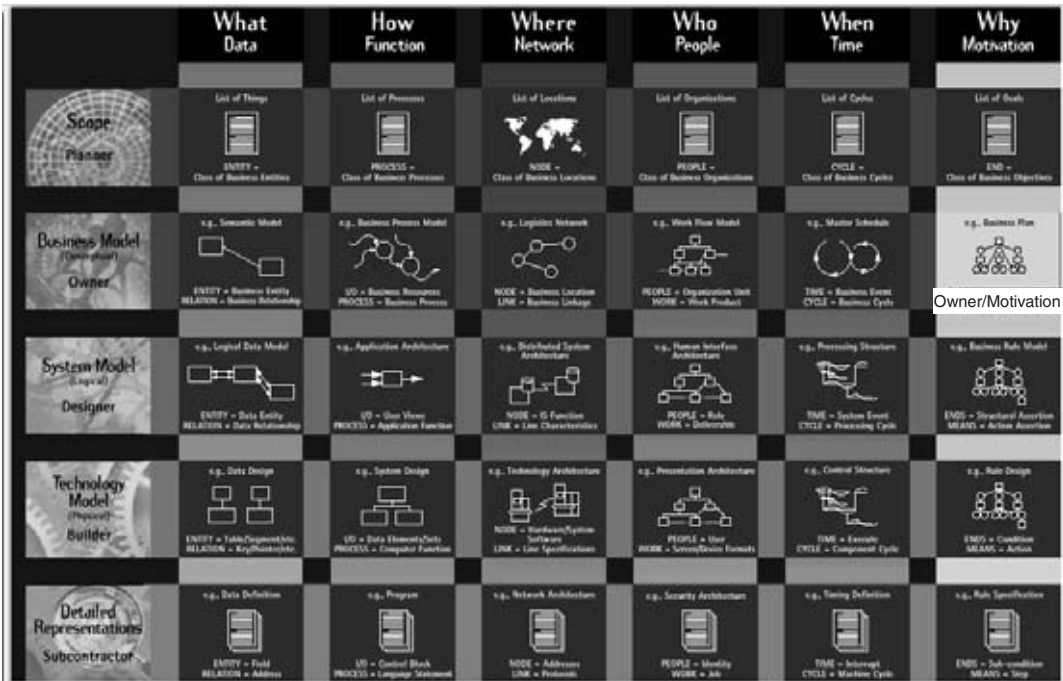 What How Where Who When Why
Data Function Network People Time Motivation
Scope
Planner
List of Things
ENTITY =
Class of Business Entities
List of Processes
PROCESS =
Class of Business Processes
List of Locations
NODE =
Class of Business Locations
List of Organizations
PEOPLE =
Class of Business Organizations
List of Cycles
CYCLE =
Class of Business Cycles
List of Goals
END =
Class of Business Objectives
Business Model
(Conceptual)
Owner
e.g., Semantic Model
ENTITY = Business Entity
RELATION = Business Relationship
e.g., Business Process Model
I/O = Business Resources
PROCESS = Business Process
e.g., Logistics Network
NODE = Business Location
LINK = Business Linkage
e.g., Work Flow Model
PEOPLE = Organization Unit
WORK = Work Product
e.g., Master Schedule
TIME = Business Event
CYCLE = Business Cycle
e.g., Business Plan
Owner/Motivation
System Model
(Logical)
Designer
e.g., Logical Data Model
ENTITY = Data Entity
RELATION = Data Relationship
e.g., Application Architecture
I/O = User Views
PROCESS = Application Function
e.g., Distributed System
Architecture
NODE = IS Function
LINK = Line Characteristics
e.g., Human Interface
Architecture
PEOPLE = Role
WORK = Deliverable
e.g., Processing Structure
TIME = System Event
CYCLE = Processing Cycle
e.g., Business Rule Model
ENDS = Structural Assertion
MEANS = Action Assertion
Technology
Model
(Physical)
Builder
e.g., Data Design
ENTITY = Table/Segment/etc.
RELATION = Key/Pointer/etc.
e.g., System Design
I/O = Data Elements/Sets
PROCESS = Computer Function
e.g., Technology Architecture
NODE = Hardware/System
Software
LINK = Line Specifications
e.g., Presentation Architecture
PEOPLE = User
WORK = Screen/Device Formats
e.g., Control Structure
TIME = Execute
CYCLE = Component Cycle
e.g., Rule Design
ENDS = Condition
MEANS = Action
Detailed
Representations
Subcontractor
e.g., Data Definition
ENTITY = Field
RELATION = Address
e.g., Program
I/O = Control Block
PROCESS = Language Statement
e.g., Network Architecture
NODE = Addresses
LINK = Protocols
e.g., Security Architecture
PEOPLE = Identity
WORK = Job
e.g., Timing Definition
TIME = Interrupt
CYCLE = Machine Cycle
e.g., Rule Specification
ENDS = Sub-condition
MEANS = Step